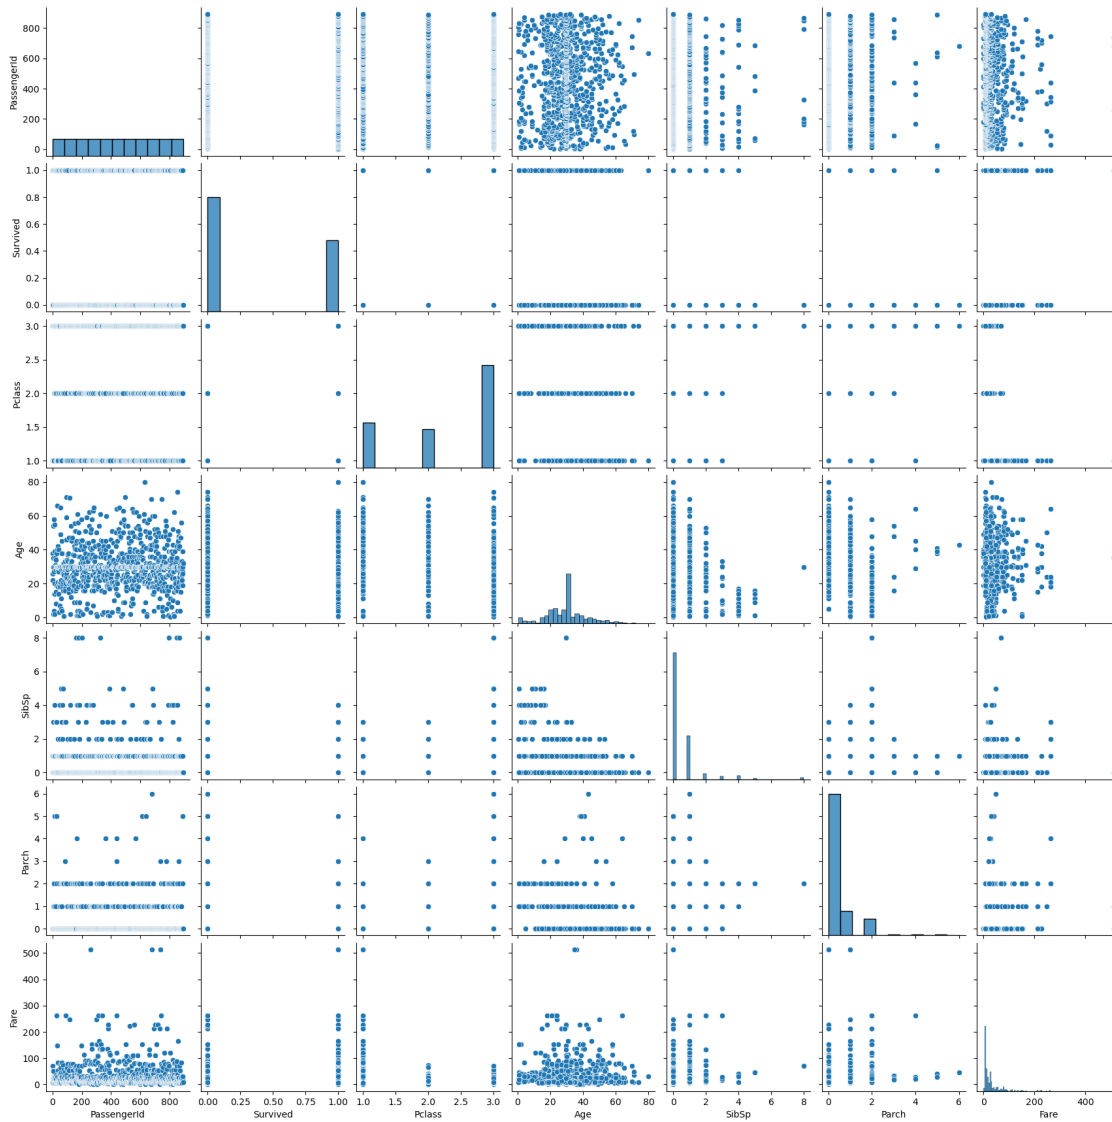 800
600
400
200
0
PassengerId
1.0
0.8
0.6
0.4
0.2
0.0
Survived
3.0
2.5
2.0
1.5
1.0
Pclass
80
60
40
20
0
Age
8
6
4
2
0
SibSp
6
5
4
3
2
1
0
Parch
500
400
300
200
100
0
Fare
0 200 400 600 800
0.00 0.25 0.50 0.75 1.00
1.0 1.5 2.0 2.5 3.0
0 20 40 60 80
0 2 4 6 8
0 2 4 6
0 200 400
PassengerId Survived Pclass Age SibSp Parch Fare